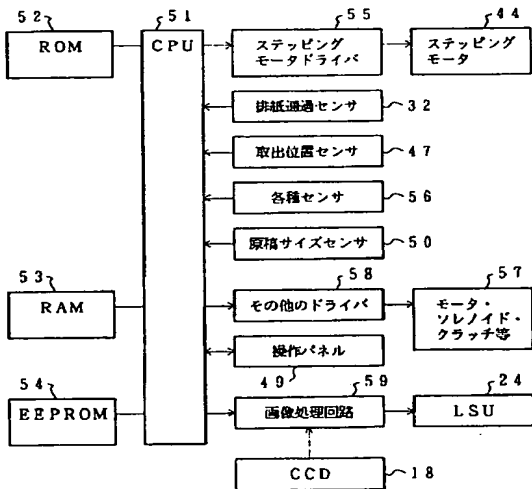 52
51
55
44
ROM
CPU
ステッピング
モータドライバ
ステッピング
モータ
排紙通過センサ
32
取出位置センサ
47
各種センサ
56
原稿サイズセンサ
50
53
58
57
RAM
その他のドライバ
モータ・
ソレノイド・
クラッチ等
操作パネル
54
49
59
24
EEPROM
画像処理回路
LSU
CCD
18